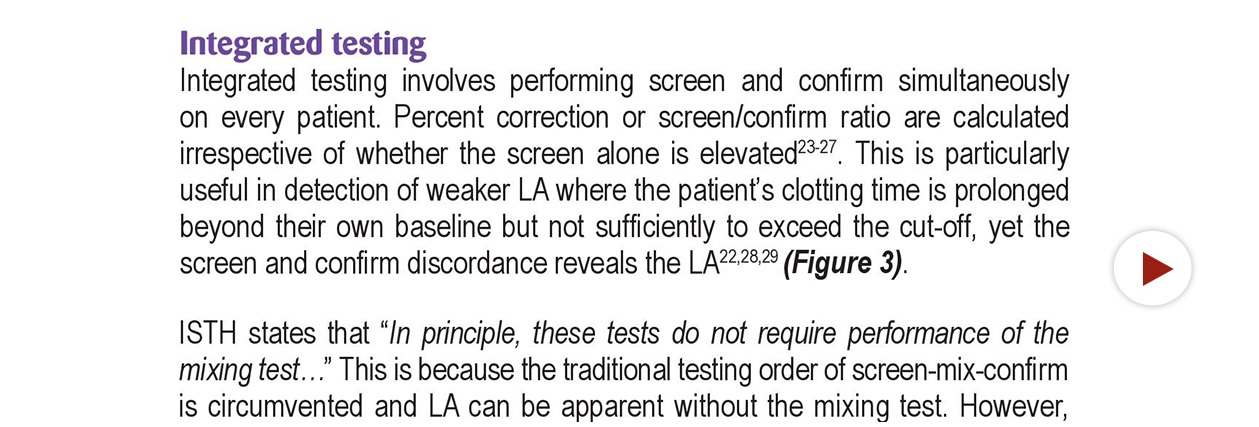 Integrated testing
Integrated testing involves performing screen and confirm simultaneously
on every patient. Percent correction or screen/confirm ratio are calculated
irrespective of whether the screen alone is elevated23-27. This is particularly
useful in detection of weaker LA where the patient’s clotting time is prolonged
beyond their own baseline but not sufficiently to exceed the cut-off, yet the
screen and confirm discordance reveals the LA22,28,29 (Figure 3).
ISTH states that “In principle, these tests do not require performance of the
mixing test…” This is because the traditional testing order of screen-mix-confirm
is circumvented and LA can be apparent without the mixing test. However,